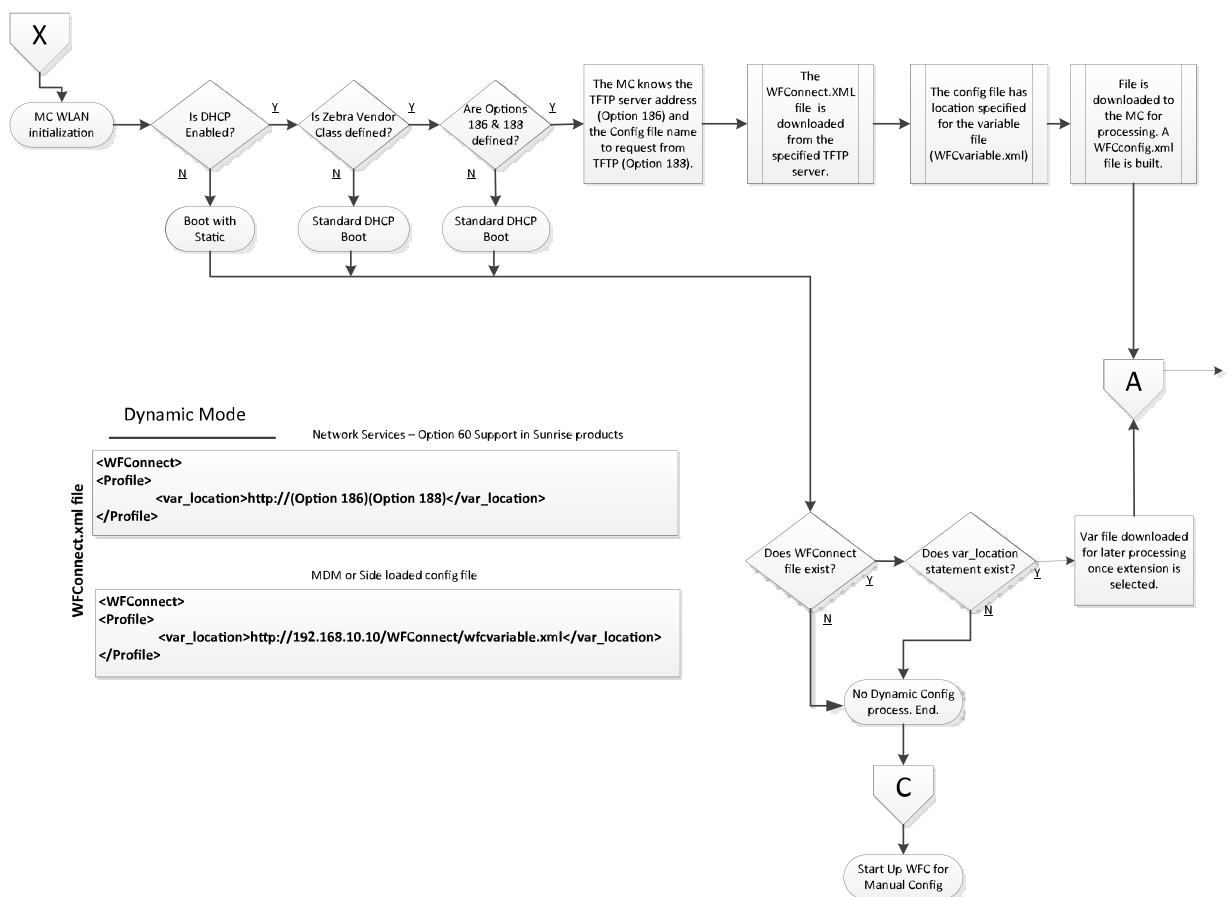 X
MC WLAN
initialization
Is DHCP
Enabled?
Y
N
Is Zebra Vendor
Class defined?
Y
N
Are Options
186 & 188
defined?
Y
N
The MC knows the
TFTP server address
(Option 186) and
the Config file name
to request from
TFTP (Option 188).
The
WFConnect.XML
file is
downloaded
from the
specified TFTP
server.
The config file has
location specified
for the variable
file
(WFCvariable.xml)
File is
downloaded to
the MC for
processing. A
WFCconfig.xml
file is built.
Boot with
Static
Standard DHCP
Boot
Standard DHCP
Boot
A
Dynamic Mode
Network Services – Option 60 Support in Sunrise products
WFConnect.xml file
<WFConnect>
<Profile>
<var_location>http://(Option 186)(Option 188)</var_location>
</Profile>
MDM or Side loaded config file
<WFConnect>
<Profile>
<var_location>http://192.168.10.10/WFConnect/wfcvariable.xml</var_location>
</Profile>
Does WFConnect
file exist?
Y
N
Does var_location
statement exist?
Y
N
Var file downloaded
for later processing
once extension is
selected.
No Dynamic Config
process. End.
C
Start Up WFC for
Manual Config